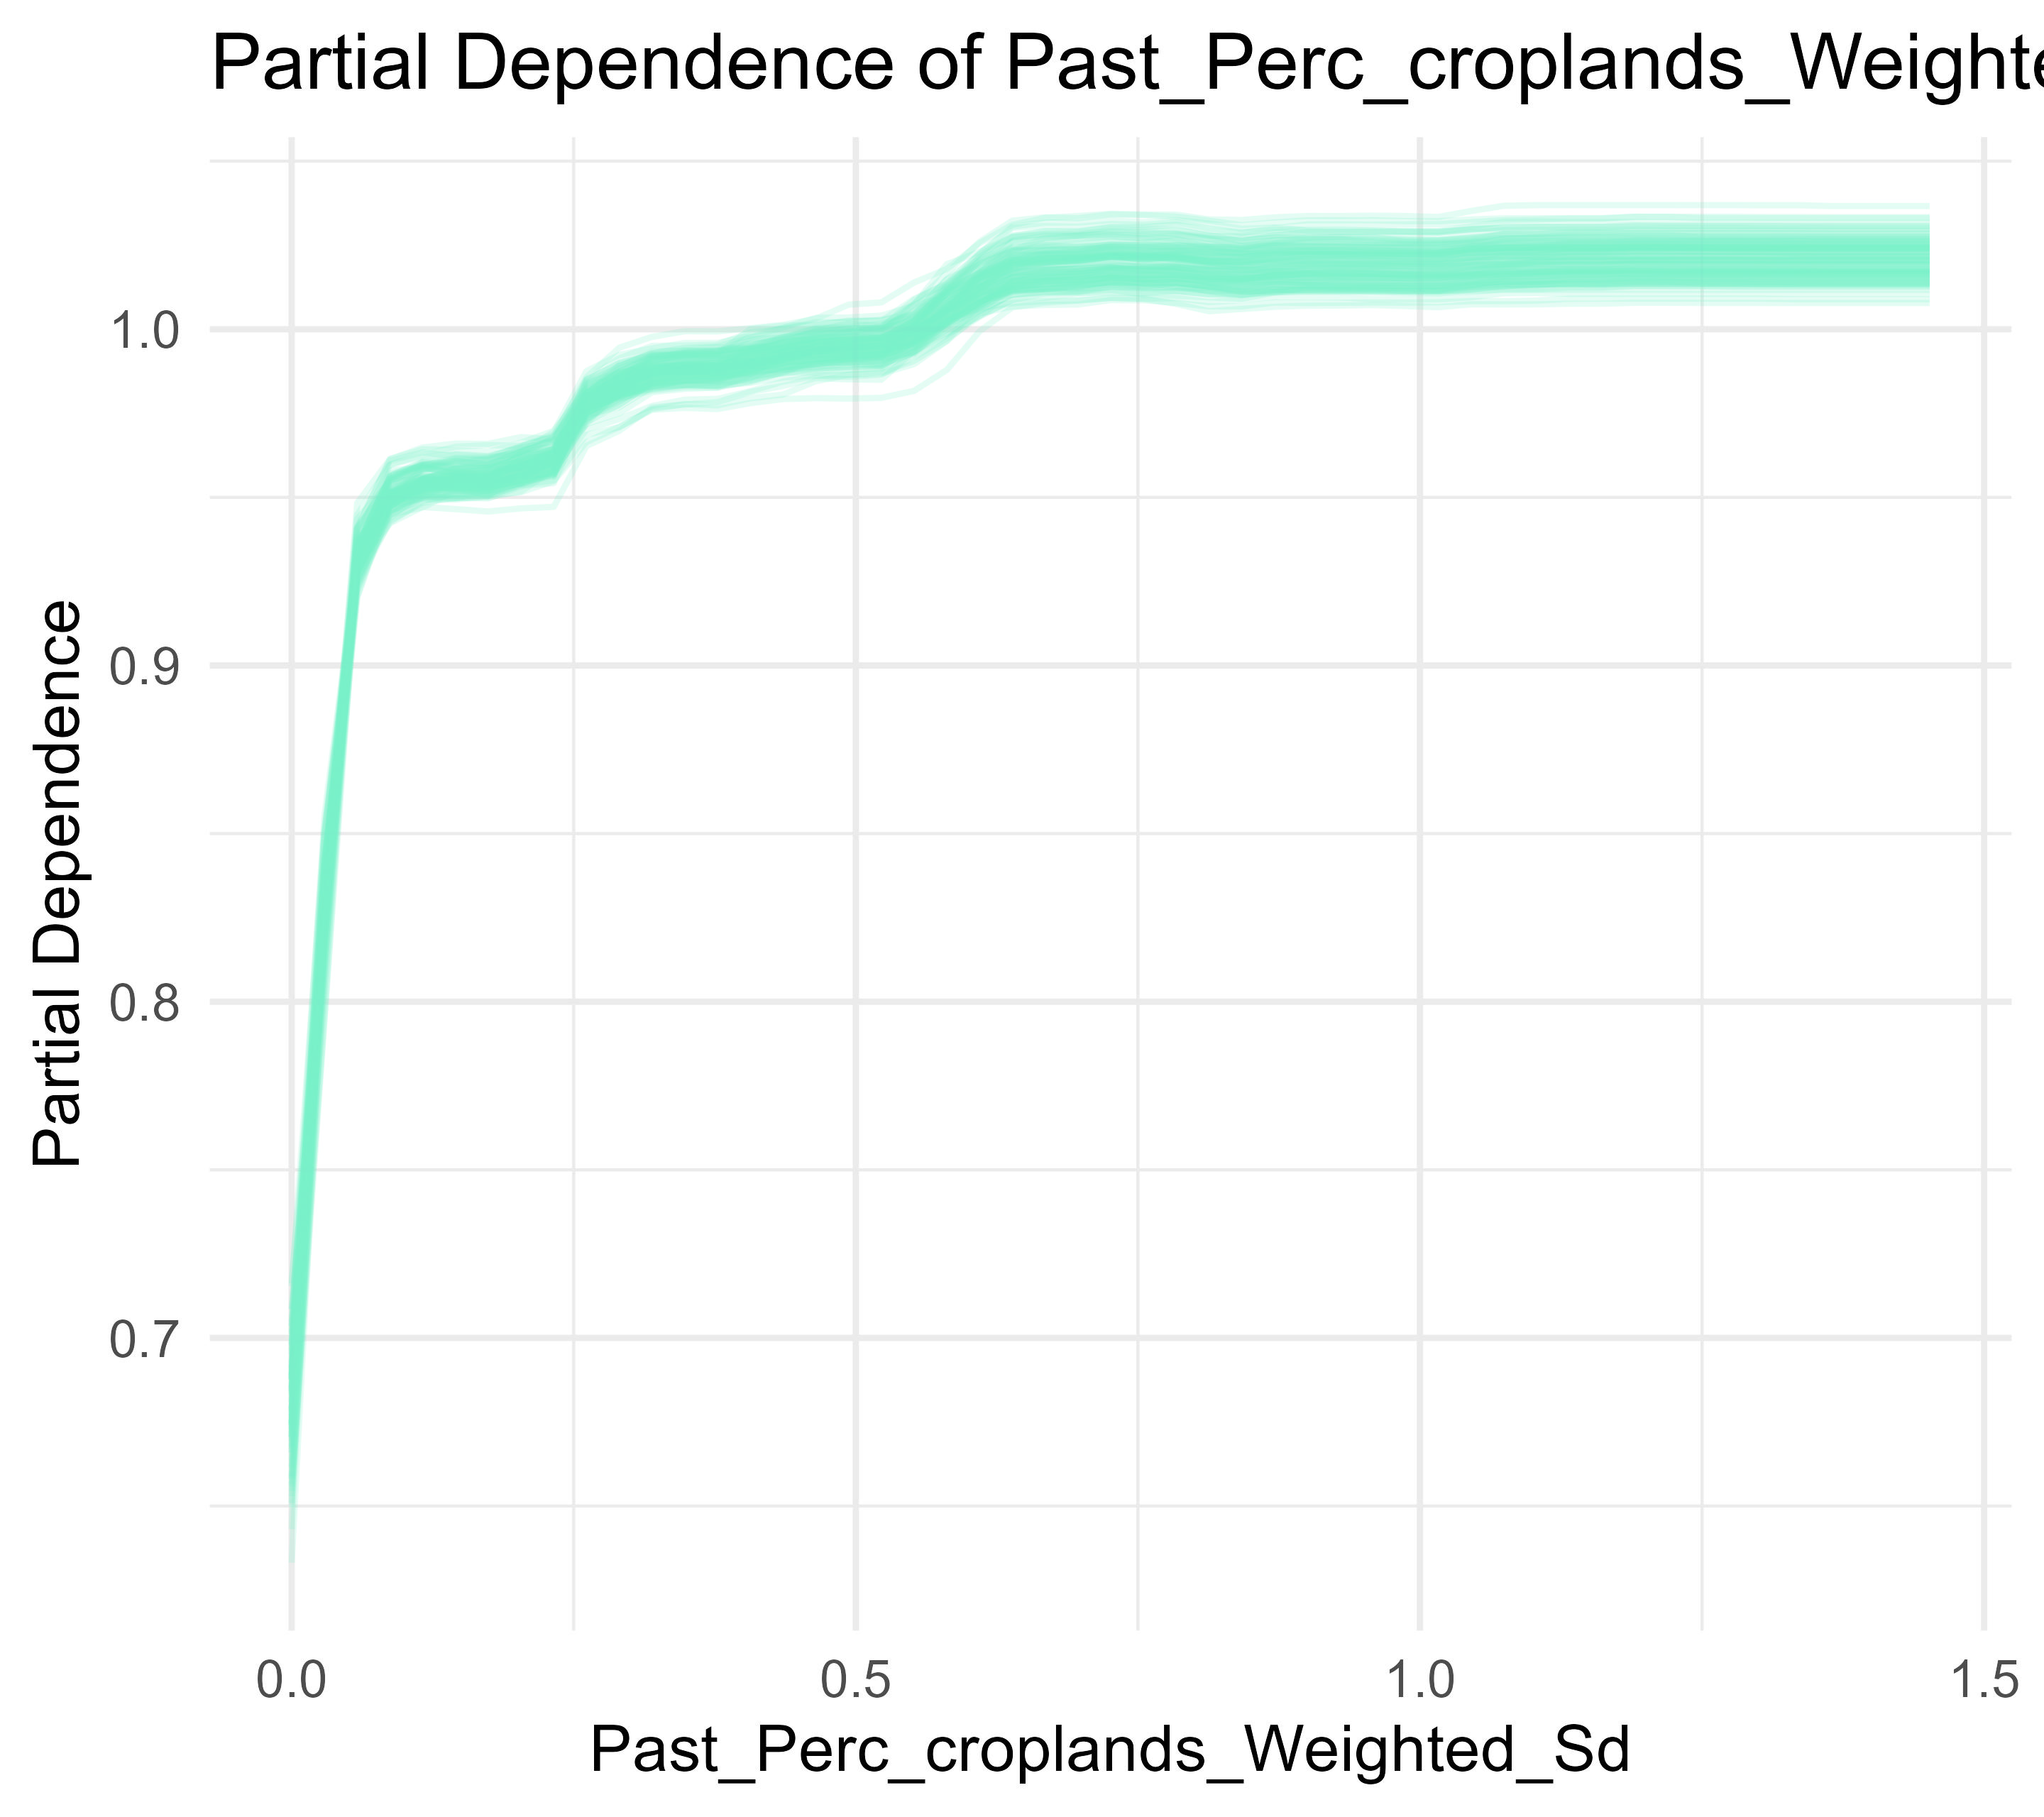 Partial Dependence of Past_Perc_croplands_Weighte
1.0
0.9
0.8
0.7
Partial Dependence
0.0 0.5 1.0 1.5
Past_Perc_croplands_Weighted_Sd